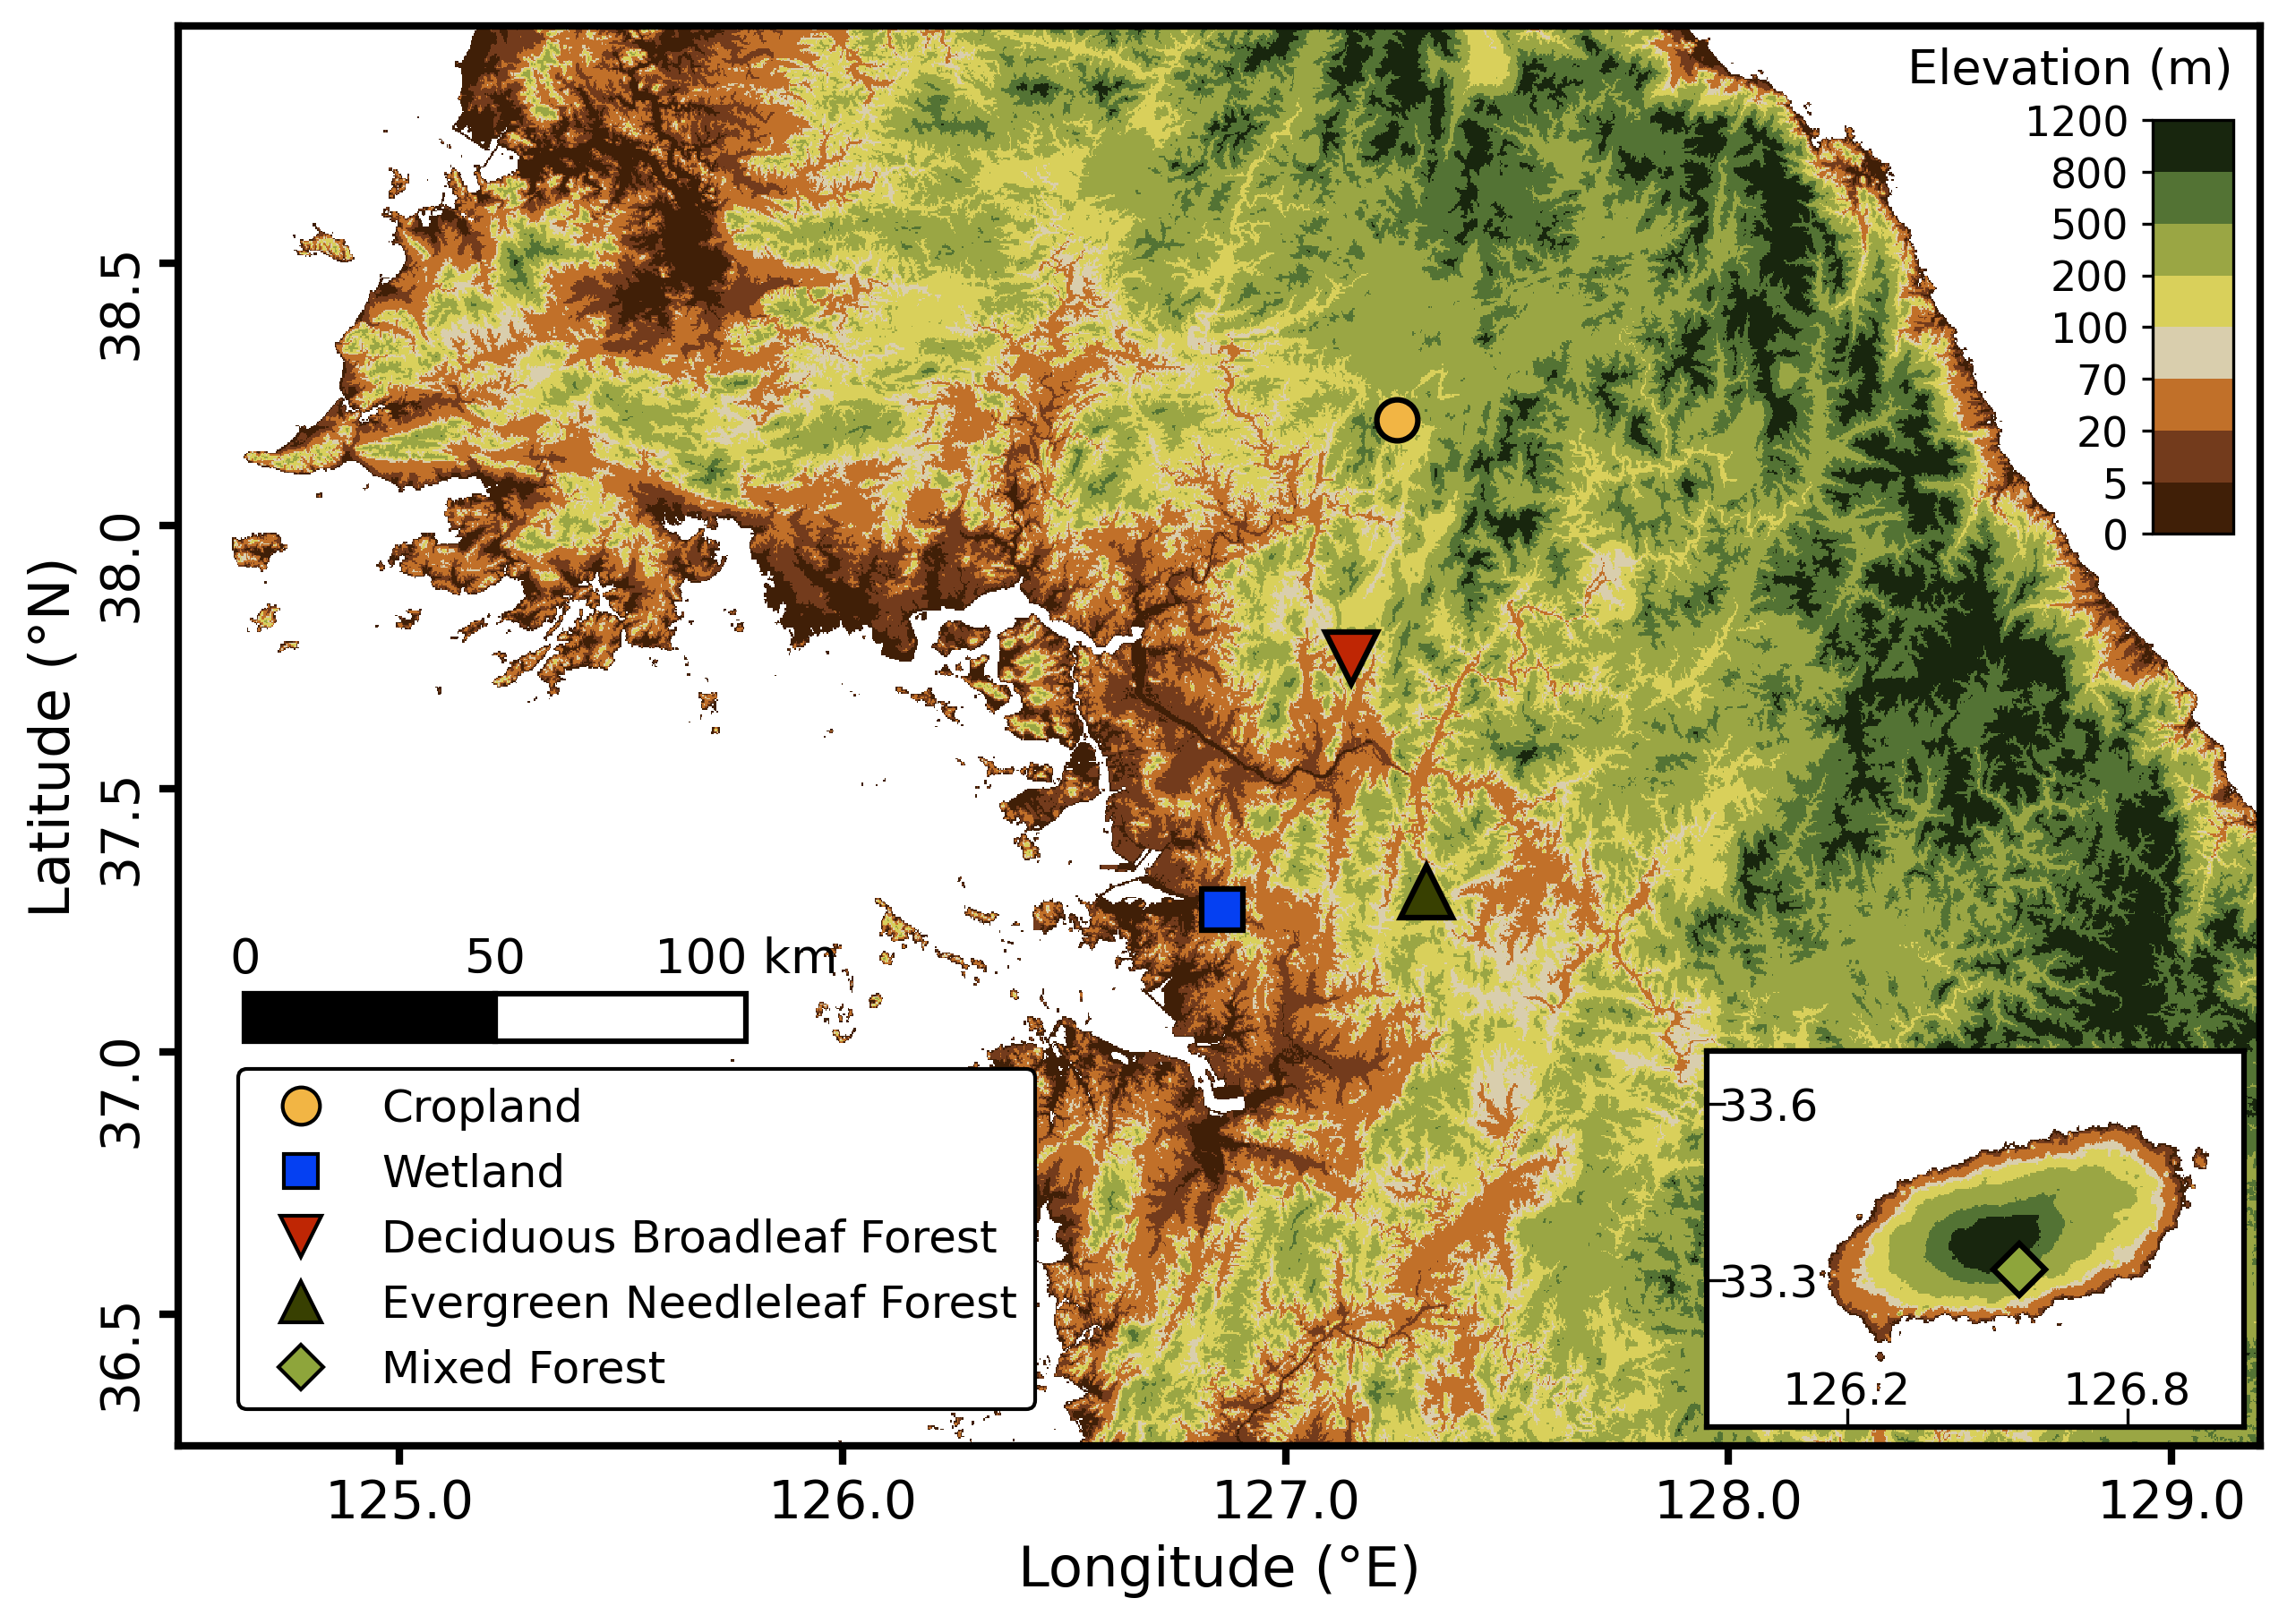 Elevation (m)
1200
800
500
200
100
70
20
5
0
Latitude (°N)
38.5
38.0
37.5
37.0
36.5
0 50 100 km
Cropland
Wetland
Deciduous Broadleaf Forest
Evergreen Needleleaf Forest
Mixed Forest
33.6
33.3
126.2 126.8
125.0 126.0 127.0 128.0 129.0
Longitude (°E)